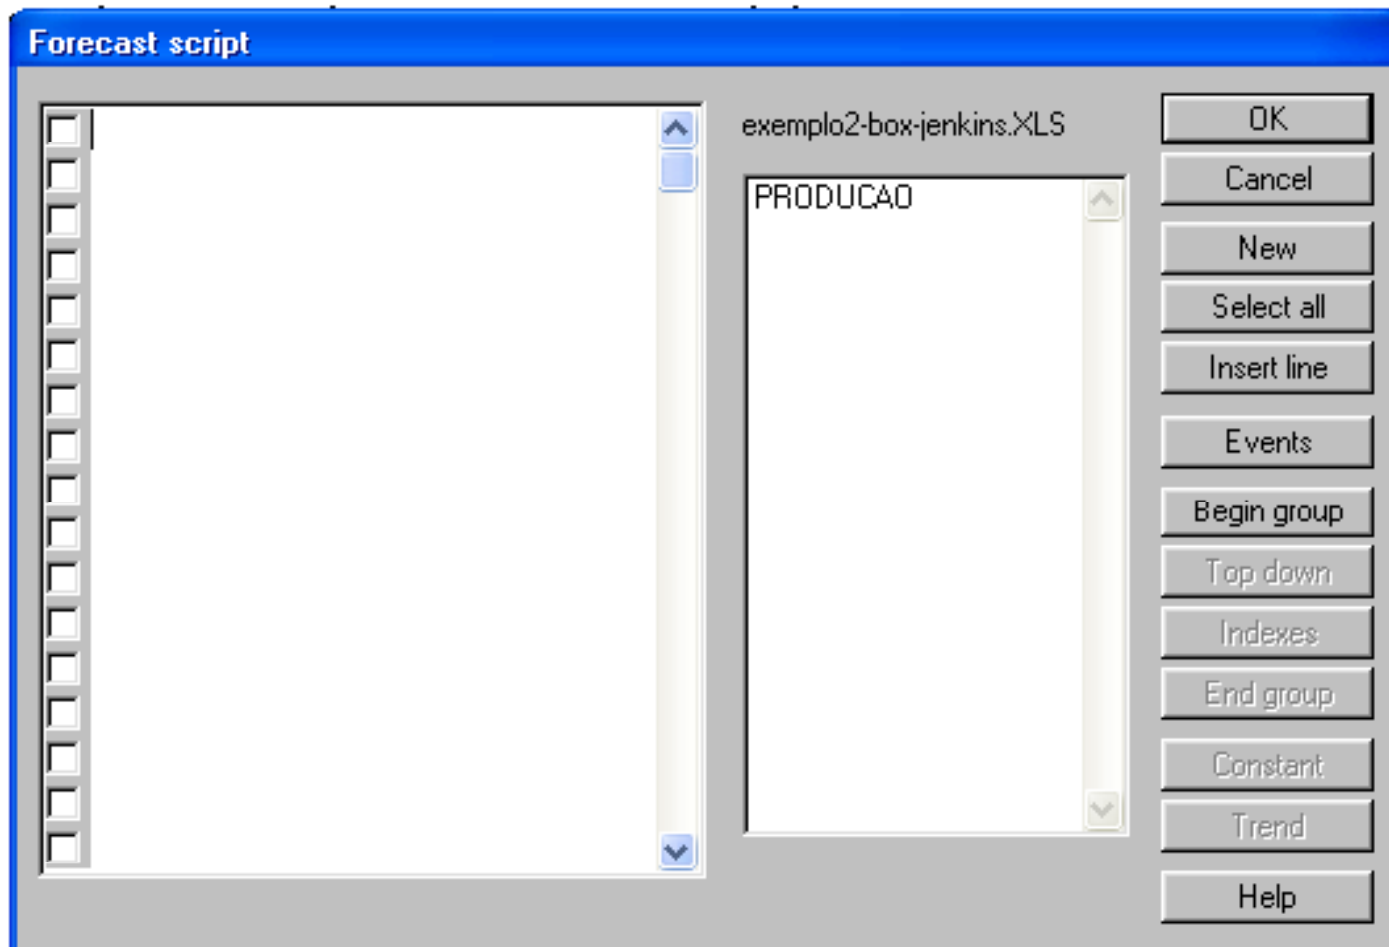 Forecast script
exemplo2-box-jenkins.XLS
PRODUCAO
OK
Cancel
New
Select all
Insert line
Events
Begin group
Top down
Indexes
End group
Constant
Trend
Help